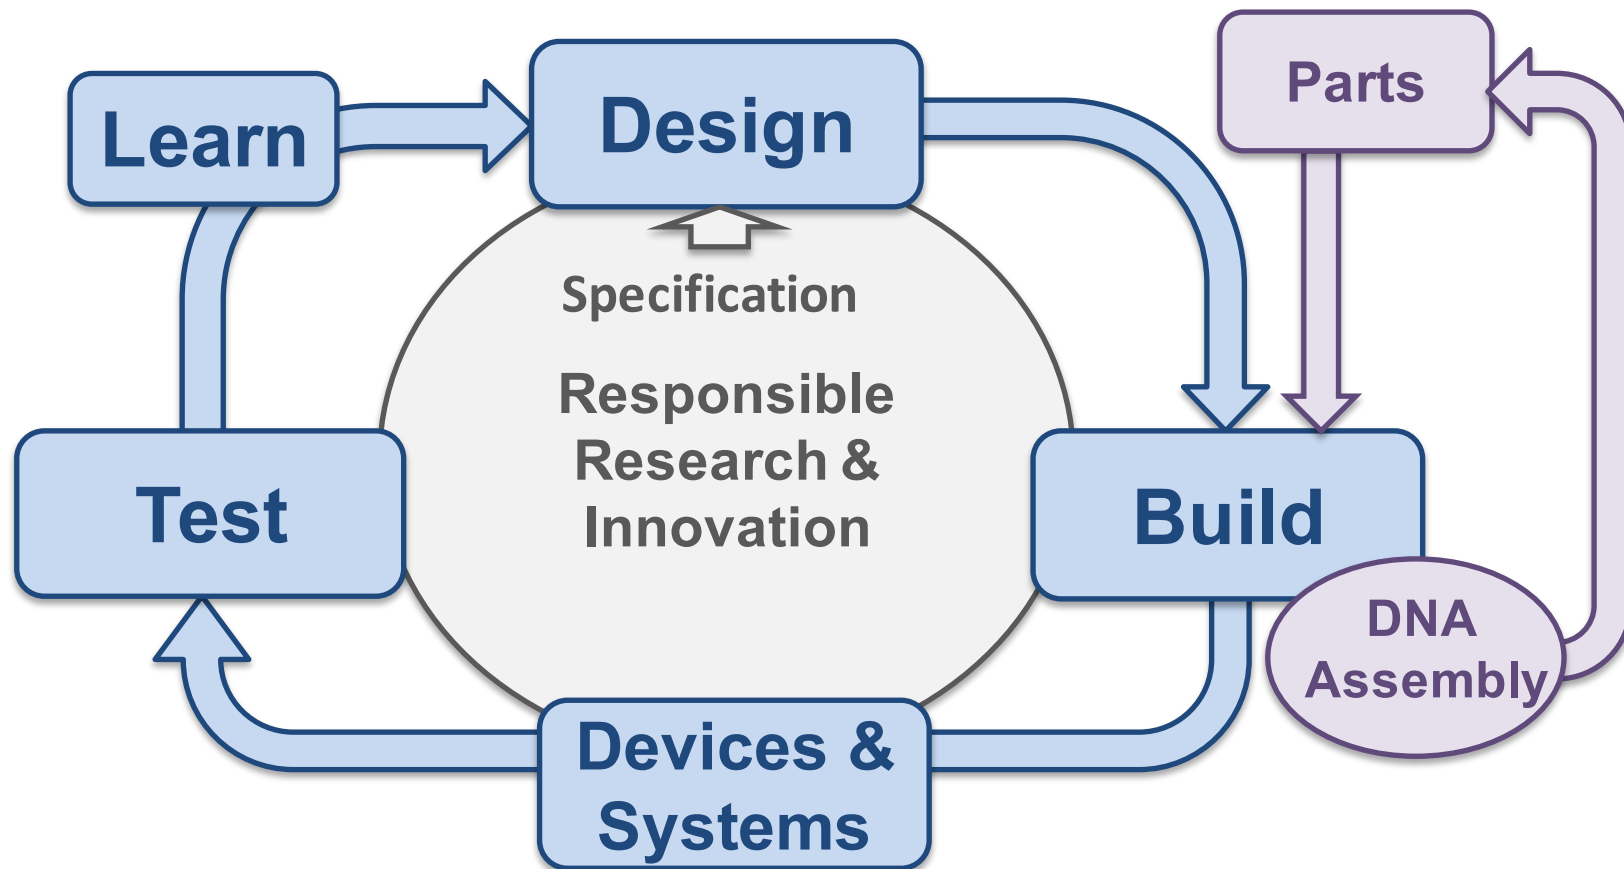 Learn
Design
Parts
Specification
Responsible
Research &
Innovation
Test
Build
DNA
Assembly
Devices &
Systems